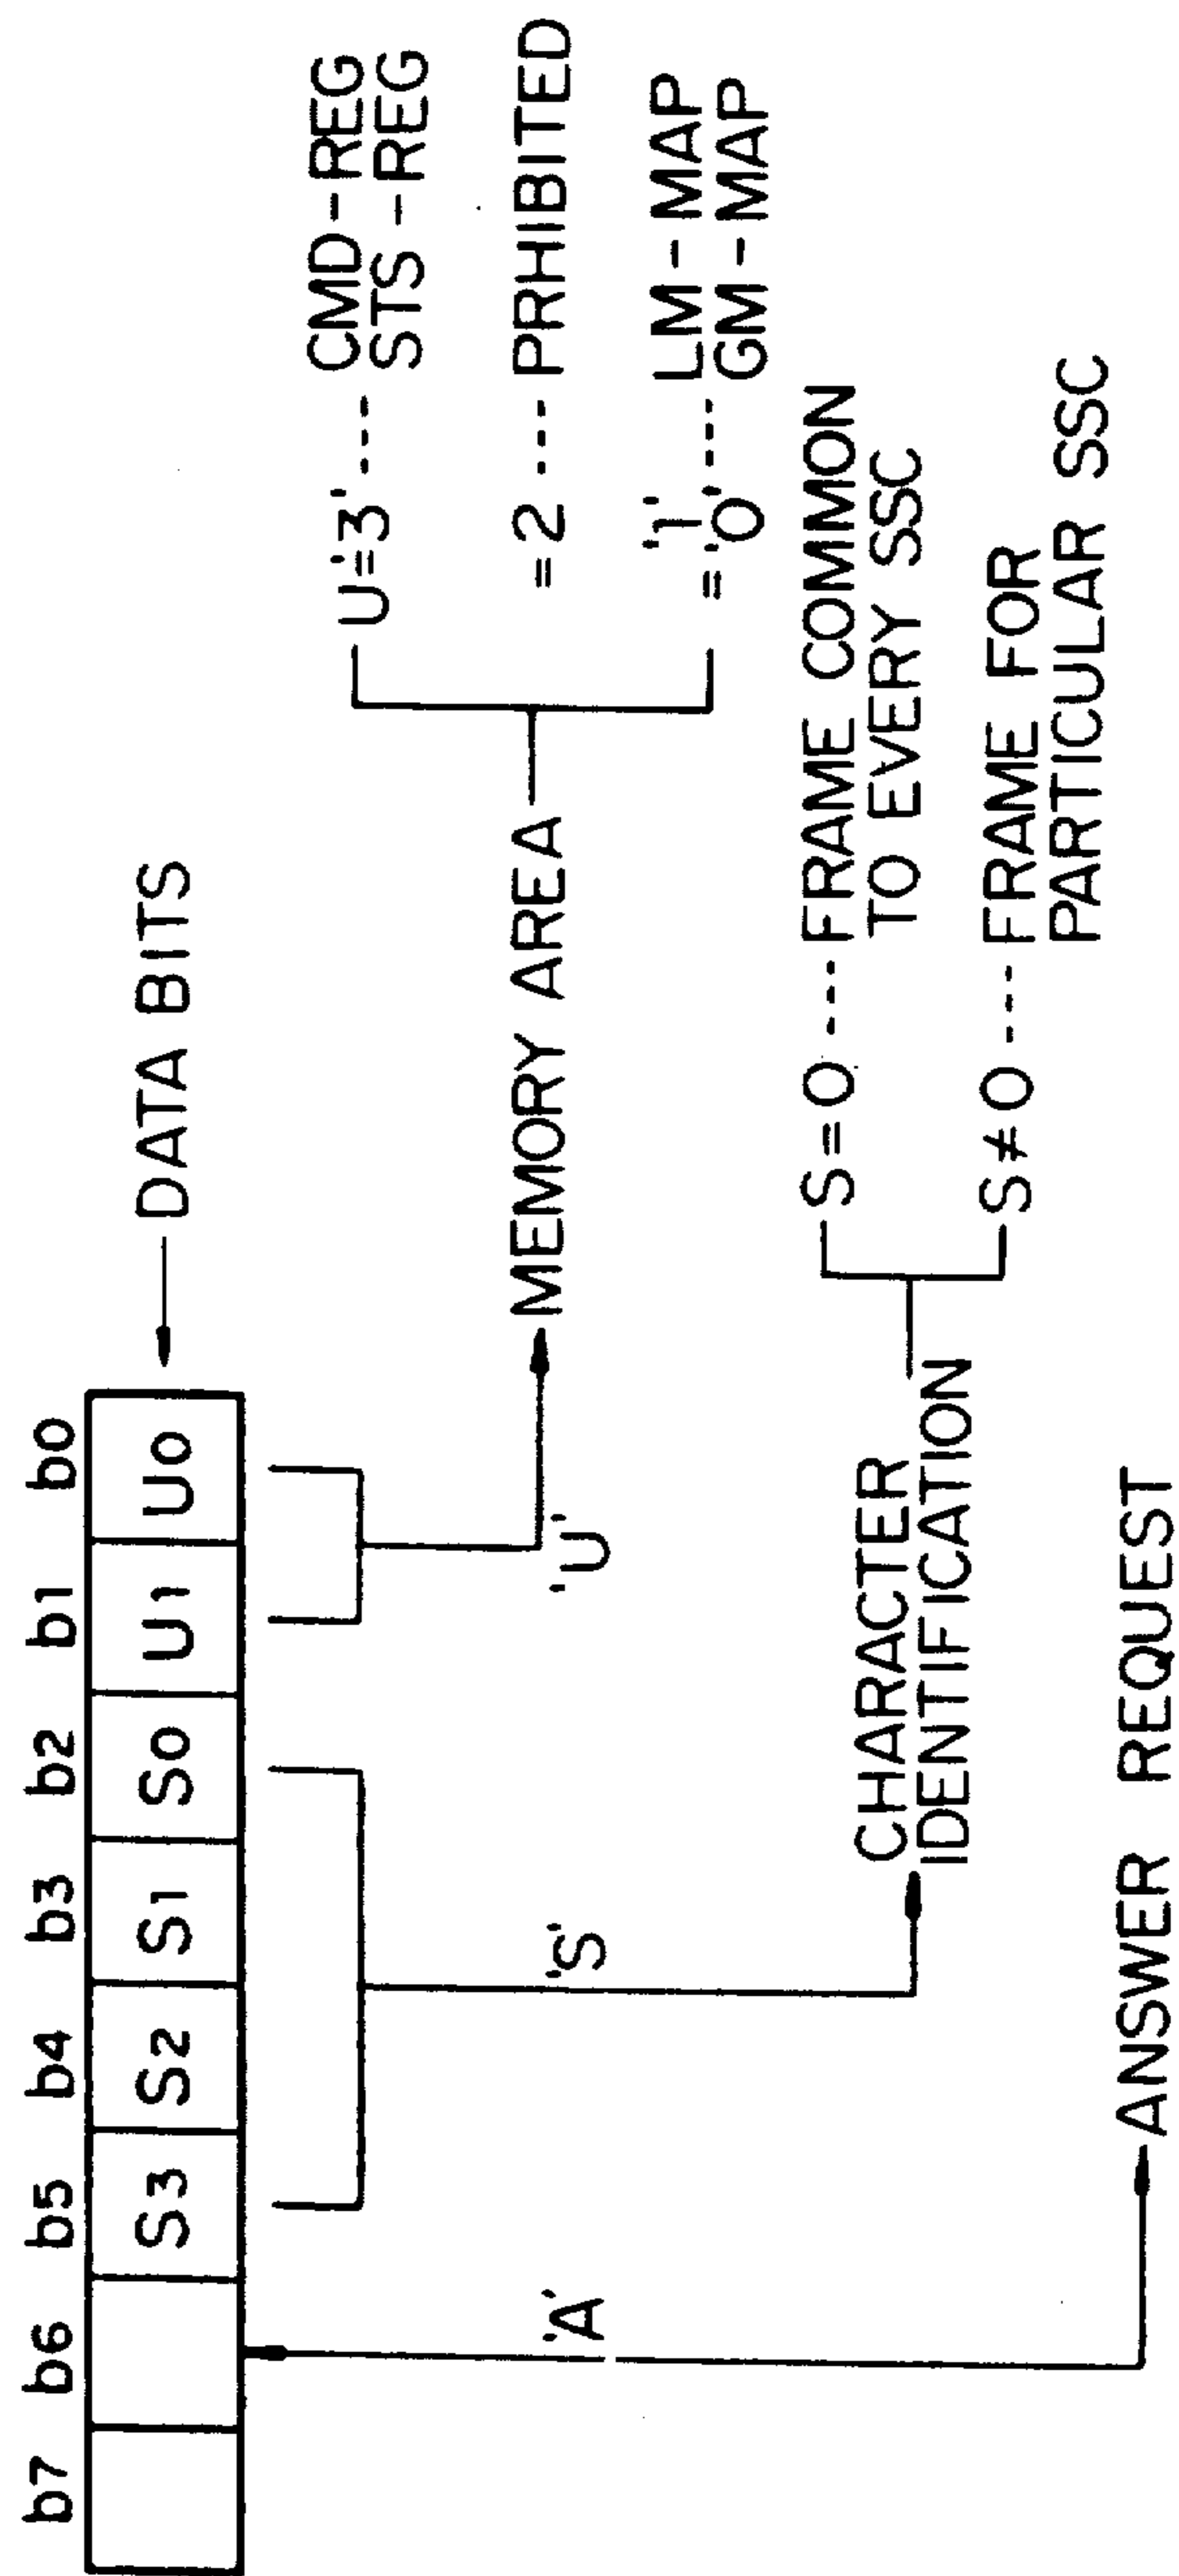 b7 b6 b5 b4 b3 b2 b1 b0
S3 S2 S1 S0 U1 U0 DATA BITS
'A' 'S' 'U' MEMORY AREA
U='3' ---- CMD-REG
STS-REG
=2 ---- PRHIBITED
'1' LM-MAP
='0' ---- GM-MAP
CHARACTER
IDENTIFICATION
S=0 ---- FRAME COMMON
TO EVERY SSC
S≠0 --- FRAME FOR
PARTICULAR SSC
ANSWER REQUEST